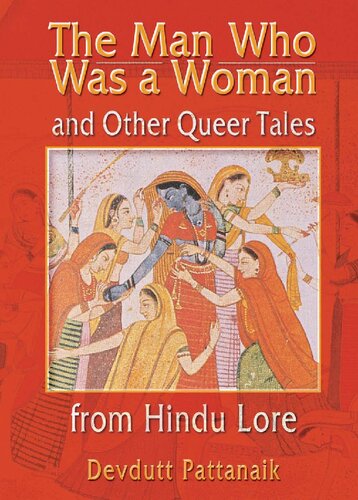 The Man Who
Was a Woman
and Other Queer Tales
from Hindu Lore
Devdutt Pattanaik